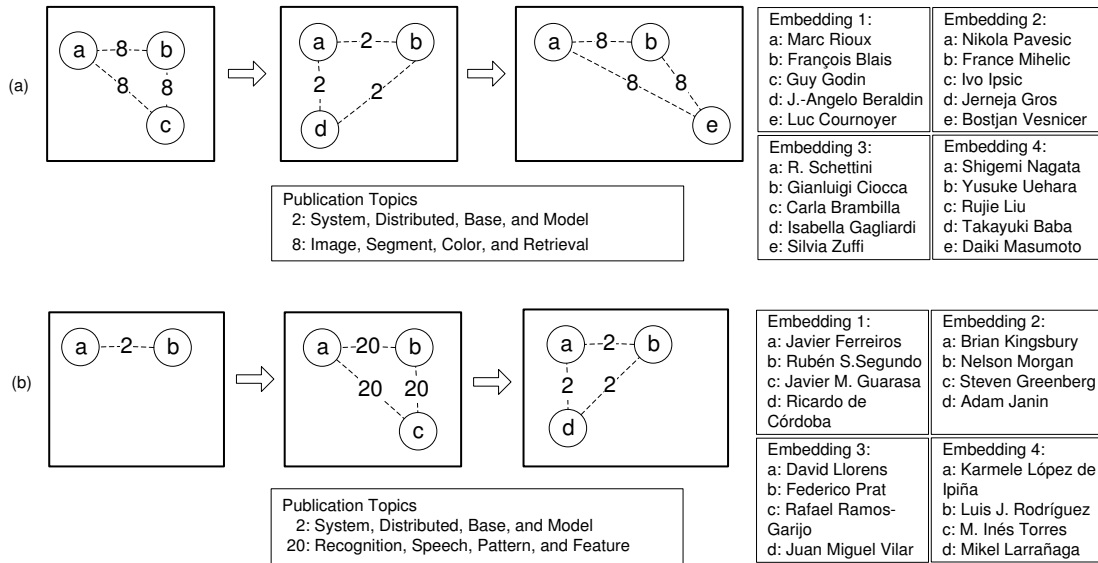 (a)
a
8
b
8
8
c
a
2
b
2
2
d
a
8
b
8
8
e
Publication Topics
2: System, Distributed, Base, and Model
8: Image, Segment, Color, and Retrieval
Embedding 1:
a: Marc Rioux
b: François Blais
c: Guy Godin
d: J.-Angelo Beraldin
e: Luc Cournoyer
Embedding 2:
a: Nikola Pavesic
b: France Mihelic
c: Ivo Ipsic
d: Jerneja Gros
e: Bostjan Vesnicer
Embedding 3:
a: R. Schettini
b: Gianluigi Ciocca
c: Carla Brambilla
d: Isabella Gagliardi
e: Silvia Zuffi
Embedding 4:
a: Shigemi Nagata
b: Yusuke Uehara
c: Rujie Liu
d: Takayuki Baba
e: Daiki Masumoto
(b)
a
2
b
a
20
b
20
20
c
a
2
b
2
2
d
Publication Topics
2: System, Distributed, Base, and Model
20: Recognition, Speech, Pattern, and Feature
Embedding 1:
a: Javier Ferreiros
b: Rubén S.Segundo
c: Javier M. Guarasa
d: Ricardo de
Córdoba
Embedding 2:
a: Brian Kingsbury
b: Nelson Morgan
c: Steven Greenberg
d: Adam Janin
Embedding 3:
a: David Llorens
b: Federico Prat
c: Rafael Ramos-
Garijo
d: Juan Miguel Vilar
Embedding 4:
a: Karmele López de
Ipiña
b: Luis J. Rodríguez
c: M. Inés Torres
d: Mikel Larrañaga